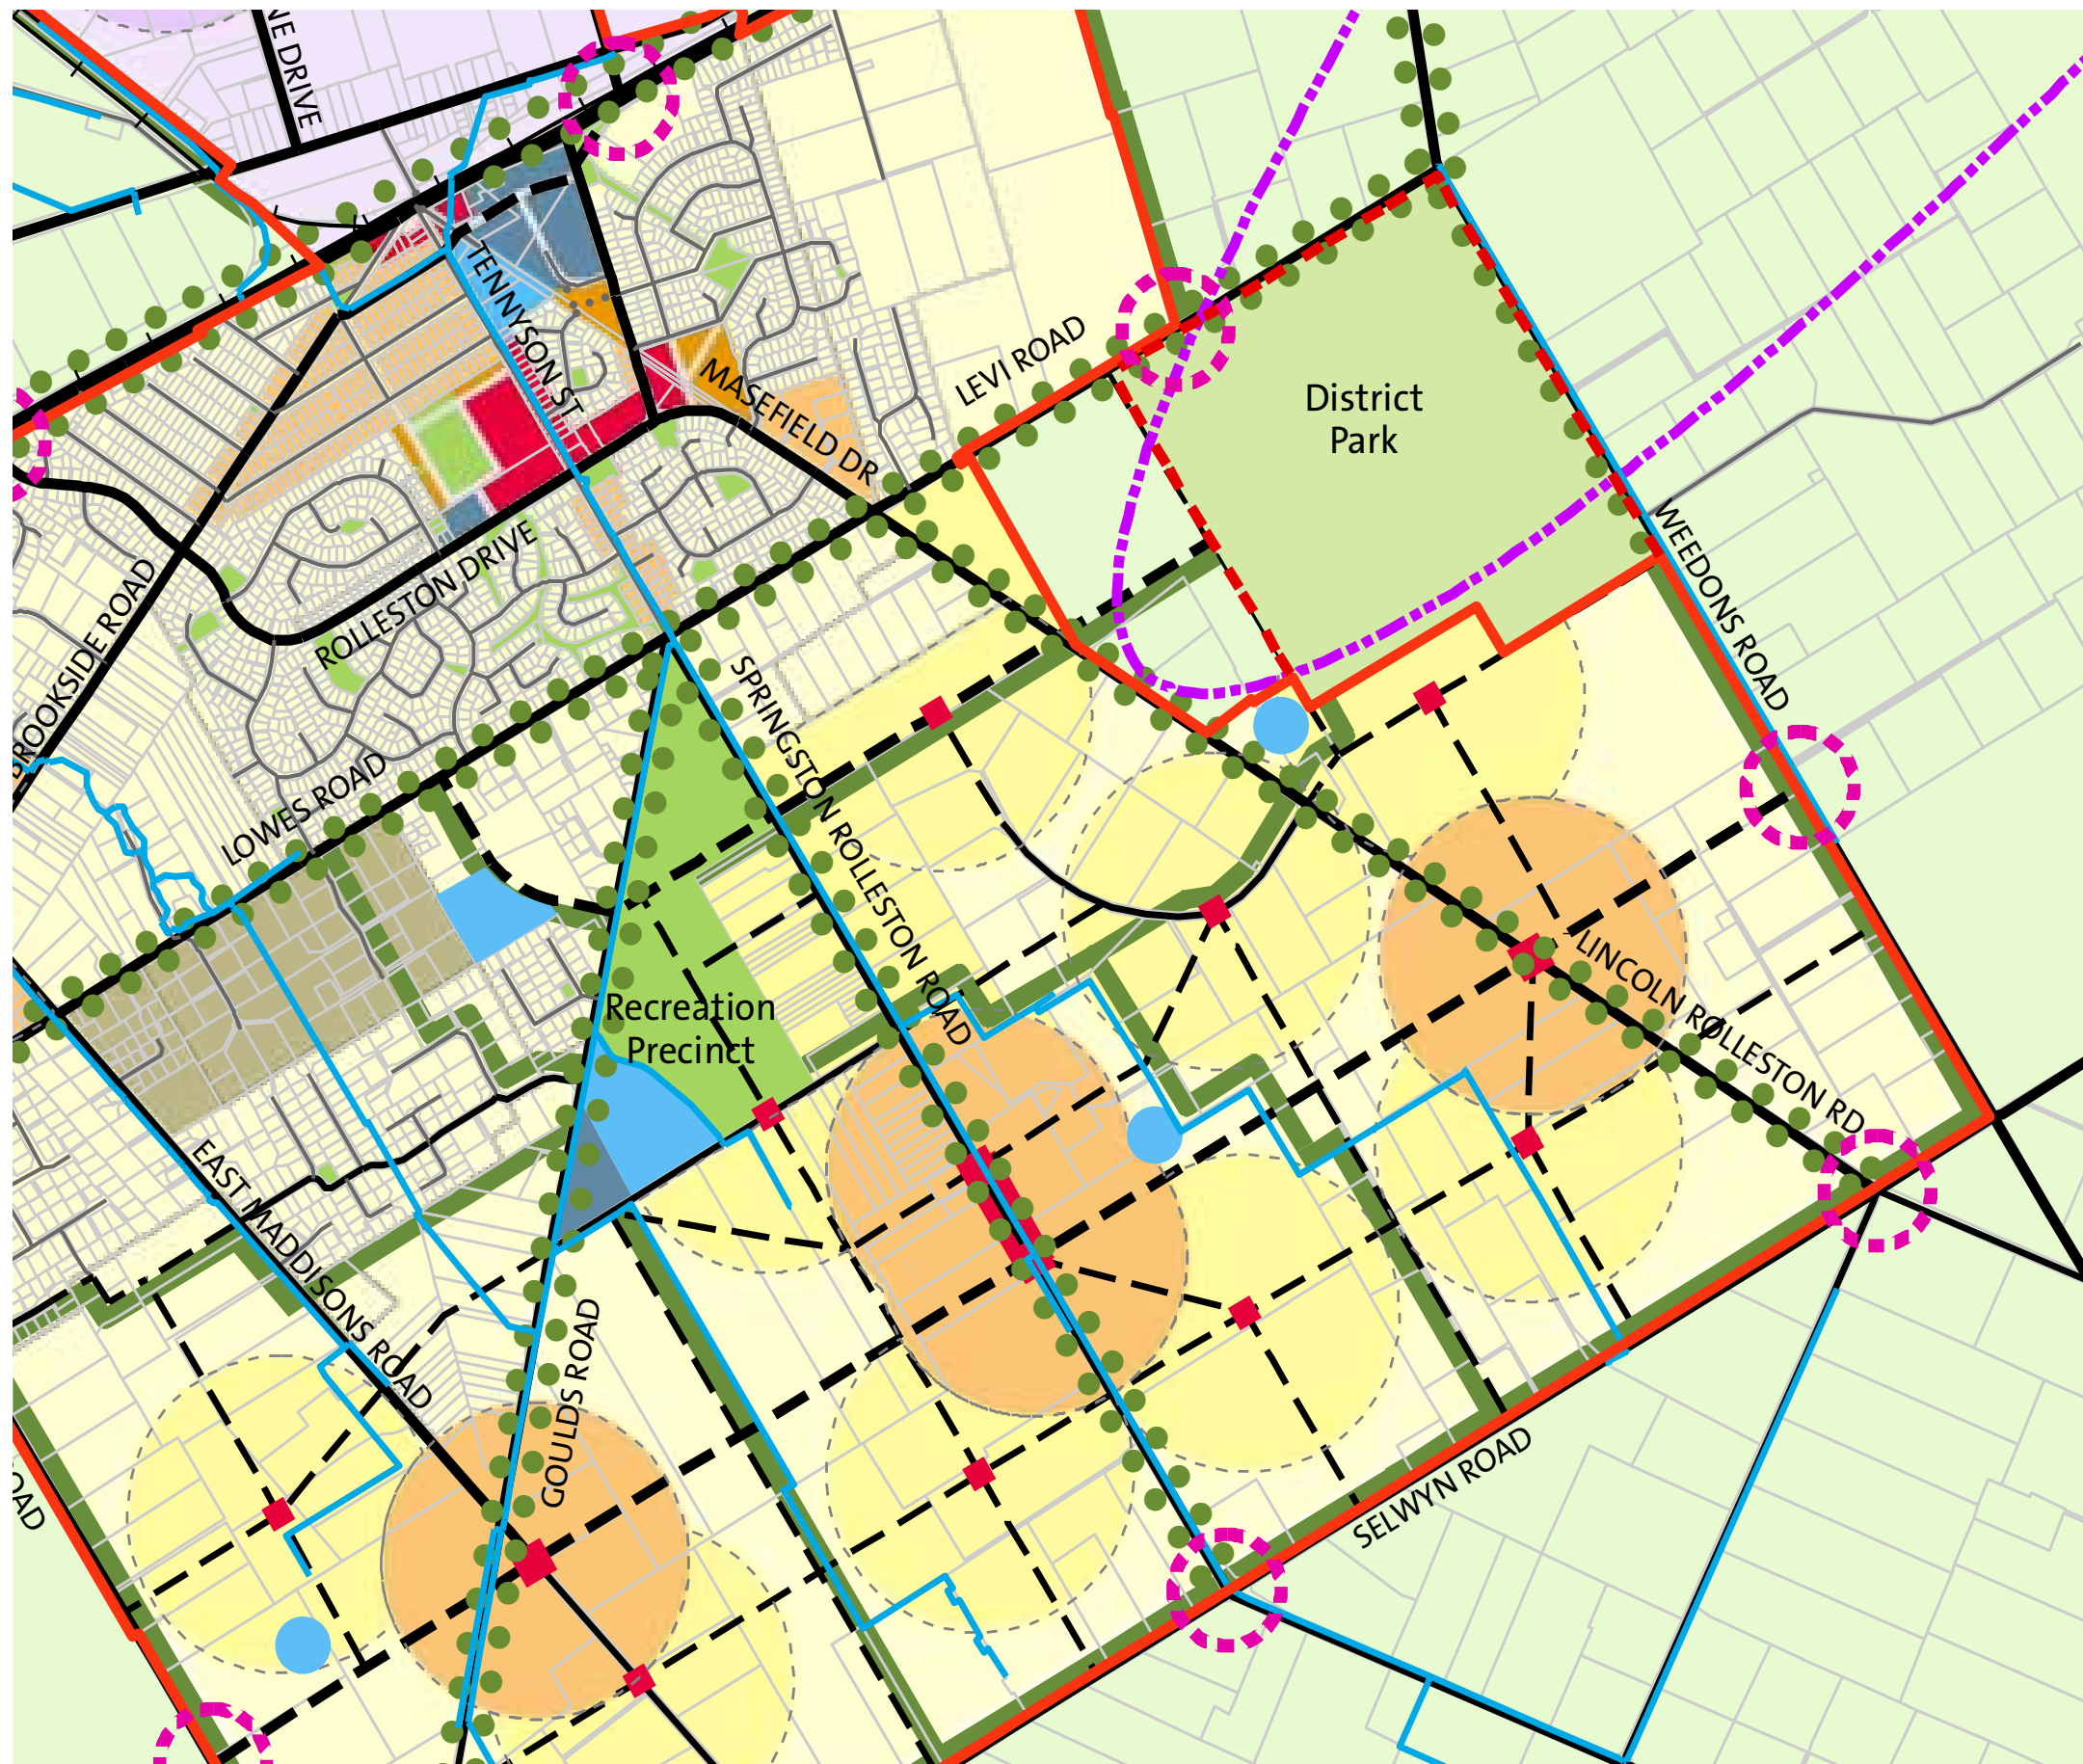 NE DRIVE
TENNYSON ST
MASEFIELD DR
LEVI ROAD
District
Park
ROLLESTON DRIVE
BROOKSIDE ROAD
WEEDONS ROAD
SPRINGSTON ROLLESTON ROAD
LOWES ROAD
LINCOLN ROLLESTON RD
Recreation
Precinct
EAST MADDISONS ROAD
GOULDS ROAD
SELWYN ROAD
OAD